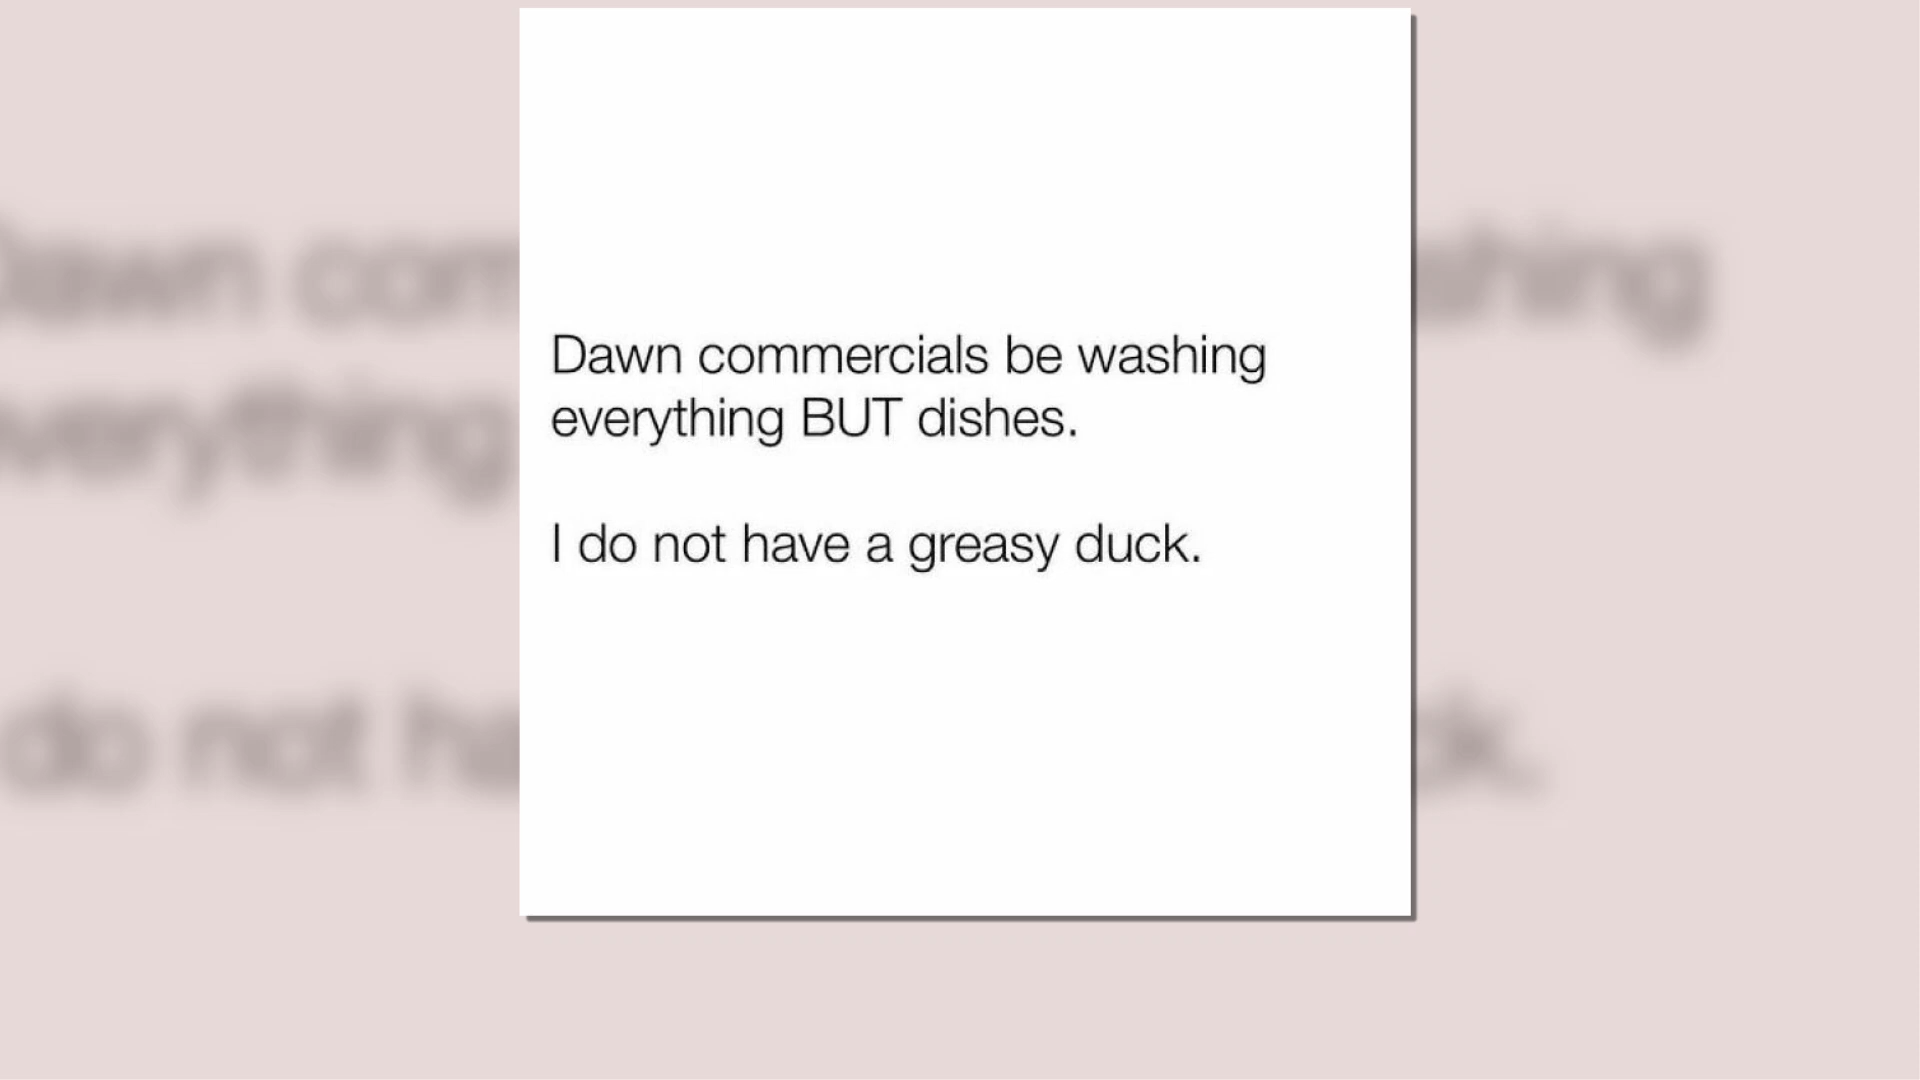 Dawn commercials be washing
everything BUT dishes.
I do not have a greasy duck.